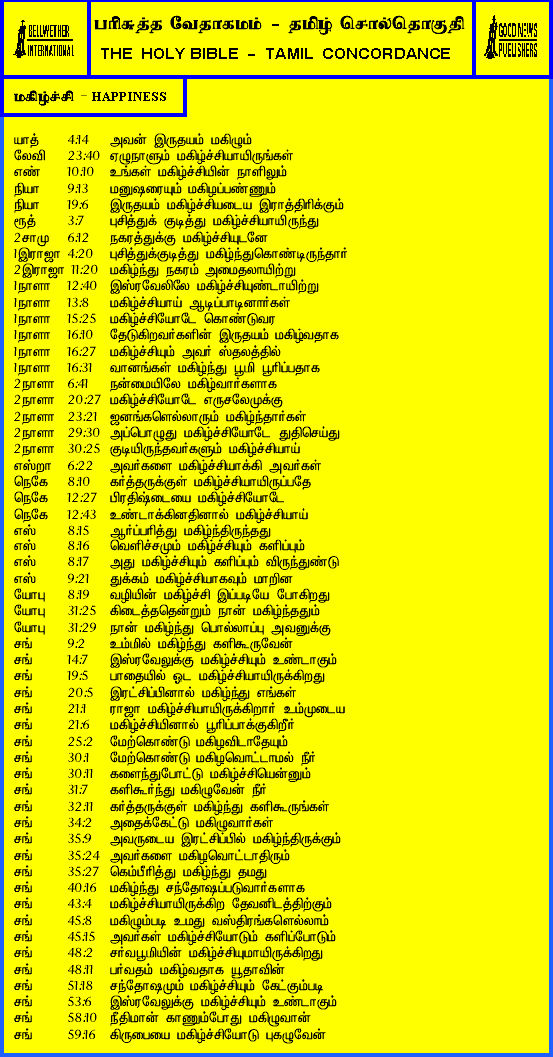 BELLWETHER
INTERNATIONAL
பரிசுத்த வேதாகமம் - தமிழ் சொல்தொகுதி
THE HOLY BIBLE - TAMIL CONCORDANCE
GOOD NEWS
PUBLISHERS
மகிழ்ச்சி - HAPPINESS
யாத் 4:14 அவன் இருதயம் மகிழும்
லேவி 23:40 ஏழுநாளும் மகிழ்ச்சியாயிருங்கள்
எண் 10:10 உங்கள் மகிழ்ச்சியின் நாளிலும்
நியா 9:13 மனுஷரையும் மகிழப்பண்ணும்
நியா 19:6 இருதயம் மகிழ்ச்சியடைய இராத்திரிக்கும்
ரூத் 3:7 புசித்துக் குடித்து மகிழ்ச்சியாயிருந்து
2சாமு 6:12 நகரத்துக்கு மகிழ்ச்சியுடனே
1இராஜா 4:20 புசித்துக்குடித்து மகிழ்ந்துகொண்டிருந்தார்
2இராஜா 11:20 மகிழ்ந்து நகரம் அமைதலாயிற்று
1நாளா 12:40 இஸ்ரவேலிலே மகிழ்ச்சியுண்டாயிற்று
1நாளா 13:8 மகிழ்ச்சியாய் ஆடிப்பாடினார்கள்
1நாளா 15:25 மகிழ்ச்சியோடே கொண்டுவர
1நாளா 16:10 தேடுகிறவர்களின் இருதயம் மகிழ்வதாக
1நாளா 16:27 மகிழ்ச்சியும் அவர் ஸ்தலத்தில்
1நாளா 16:31 வானங்கள் மகிழ்ந்து பூமி பூரிப்பதாக
2நாளா 6:41 நன்மையிலே மகிழ்வார்களாக
2நாளா 20:27 மகிழ்ச்சியோடே எருசலேமுக்கு
2நாளா 23:21 ஜனங்களெல்லாரும் மகிழ்ந்தார்கள்
2நாளா 29:30 அப்பொழுது மகிழ்ச்சியோடே துதிசெய்து
2நாளா 30:25 குடியிருந்தவர்களும் மகிழ்ச்சியாய்
எஸ்றா 6:22 அவர்களை மகிழ்ச்சியாக்கி அவர்கள்
நெகே 8:10 கர்த்தருக்குள் மகிழ்ச்சியாயிருப்பதே
நெகே 12:27 பிரதிஷ்டையை மகிழ்ச்சியோடே
நெகே 12:43 உண்டாக்கினதினால் மகிழ்ச்சியாய்
எஸ் 8:15 ஆர்ப்பரித்து மகிழ்ந்திருந்தது
எஸ் 8:16 வெளிச்சமும் மகிழ்ச்சியும் களிப்பும்
எஸ் 8:17 அது மகிழ்ச்சியும் களிப்பும் விருந்துண்டு
எஸ் 9:21 துக்கம் மகிழ்ச்சியாகவும் மாறின
யோபு 8:19 வழியின் மகிழ்ச்சி இப்படியே போகிறது
யோபு 31:25 கிடைத்ததென்றும் நான் மகிழ்ந்ததும்
யோபு 31:29 நான் மகிழ்ந்து பொல்லாப்பு அவனுக்கு
சங் 9:2 உம்மில் மகிழ்ந்து களிகூருவேன்
சங் 14:7 இஸ்ரவேலுக்கு மகிழ்ச்சியும் உண்டாகும்
சங் 19:5 பாதையில் ஓட மகிழ்ச்சியாயிருக்கிறது
சங் 20:5 இரட்சிப்பினால் மகிழ்ந்து எங்கள்
சங் 21:1 ராஜா மகிழ்ச்சியாயிருக்கிறார் உம்முடைய
சங் 21:6 மகிழ்ச்சியினால் பூரிப்பாக்குகிறீர்
சங் 25:2 மேற்கொண்டு மகிழவிடாதேயும்
சங் 30:1 மேற்கொண்டு மகிழவொட்டாமல் நீர்
சங் 30:11 களைந்துபோட்டு மகிழ்ச்சியென்னும்
சங் 31:7 களிகூர்ந்து மகிழுவேன் நீர்
சங் 32:11 கர்த்தருக்குள் மகிழ்ந்து களிகூருங்கள்
சங் 34:2 அதைக்கேட்டு மகிழுவார்கள்
சங் 35:9 அவருடைய இரட்சிப்பில் மகிழ்ந்திருக்கும்
சங் 35:24 அவர்களை மகிழவொட்டாதிரும்
சங் 35:27 கெம்பீரித்து மகிழ்ந்து தமது
சங் 40:16 மகிழ்ந்து சந்தோஷப்படுவார்களாக
சங் 43:4 மகிழ்ச்சியாயிருக்கிற தேவனிடத்திற்கும்
சங் 45:8 மகிழும்படி உமது வஸ்திரங்களெல்லாம்
சங் 45:15 அவர்கள் மகிழ்ச்சியோடும் களிப்போடும்
சங் 48:2 சர்வபூமியின் மகிழ்ச்சியுமாயிருக்கிறது
சங் 48:11 பர்வதம் மகிழ்வதாக யூதாவின்
சங் 51:18 சந்தோஷமும் மகிழ்ச்சியும் கேட்கும்படி
சங் 53:6 இஸ்ரவேலுக்கு மகிழ்ச்சியும் உண்டாகும்
சங் 58:10 நீதிமான் காணும்போது மகிழுவான்
சங் 59:16 கிருபையை மகிழ்ச்சியோடு புகழுவேன்